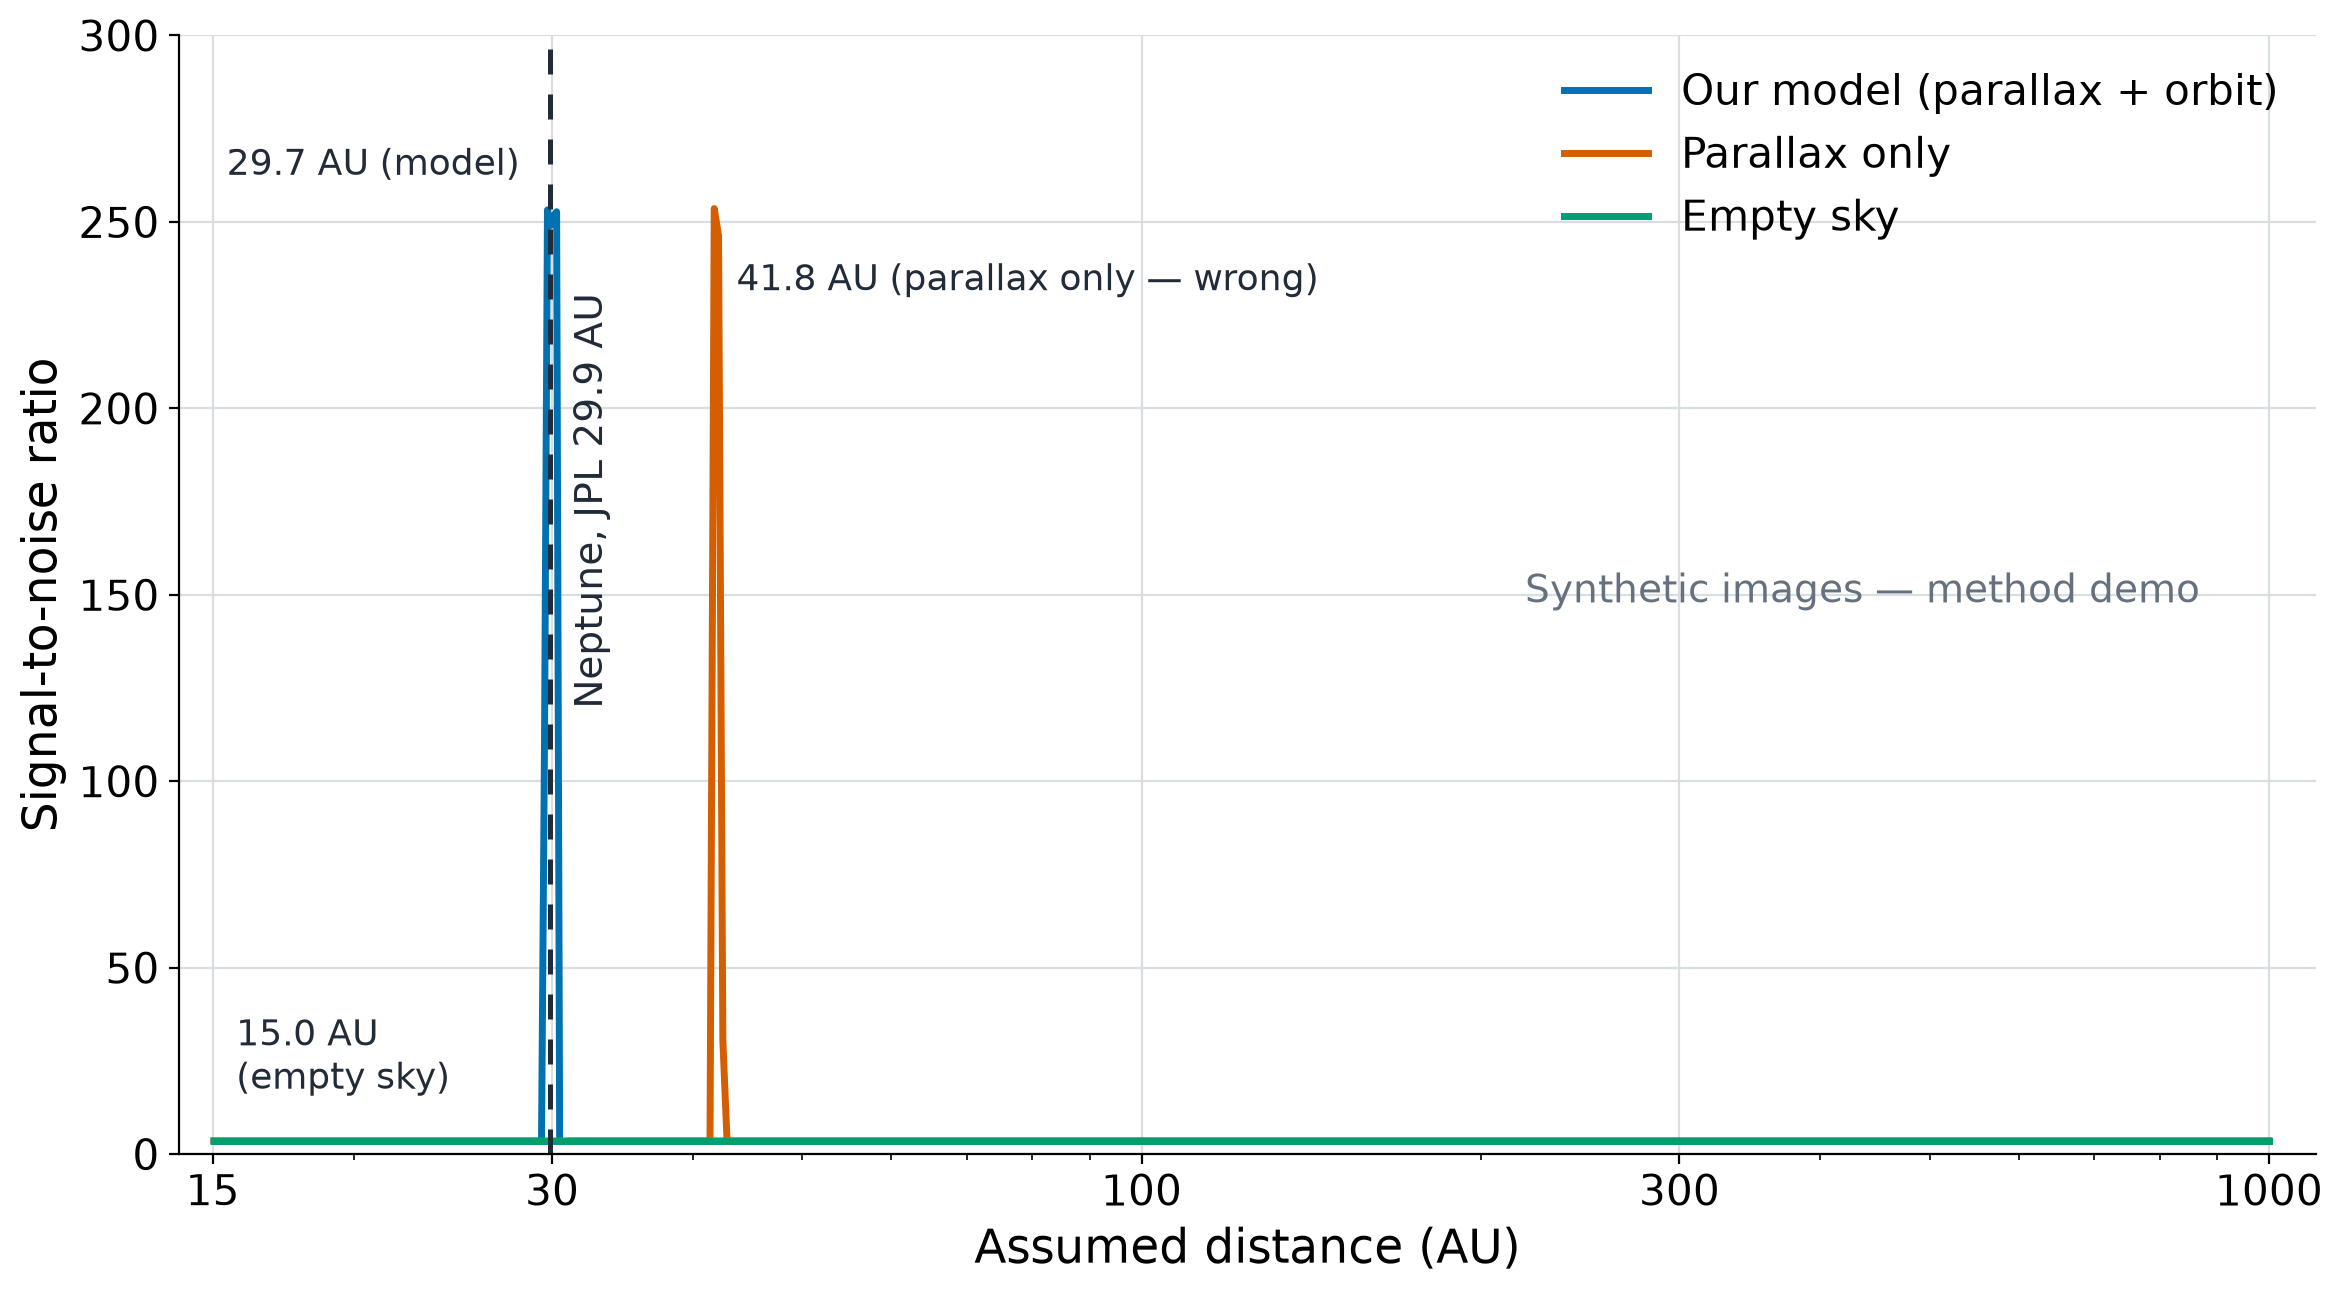 300
250
200
150
100
50
0
Signal-to-noise ratio
Our model (parallax + orbit)
Parallax only
Empty sky
29.7 AU (model)
41.8 AU (parallax only — wrong)
Neptune, JPL 29.9 AU
Synthetic images — method demo
15.0 AU
(empty sky)
15
30
100
300
1000
Assumed distance (AU)